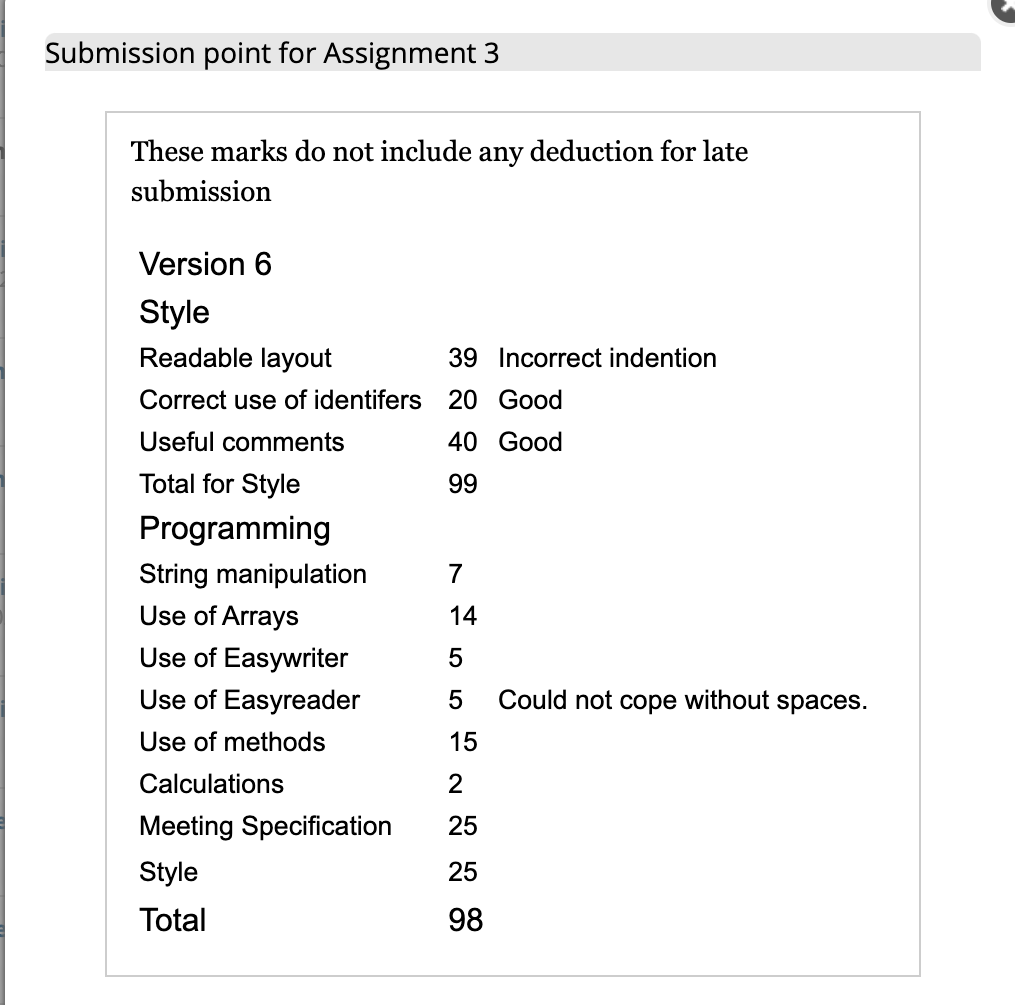 Submission point for Assignment 3
These marks do not include any deduction for late
submission
Version 6
Style
Readable layout 39 Incorrect indention
Correct use of identifers 20 Good
Useful comments 40 Good
Total for Style 99
Programming
String manipulation 7
Use of Arrays 14
Use of Easywriter 5
Use of Easyreader 5 Could not cope without spaces.
Use of methods 15
Calculations 2
Meeting Specification 25
Style 25
Total 98